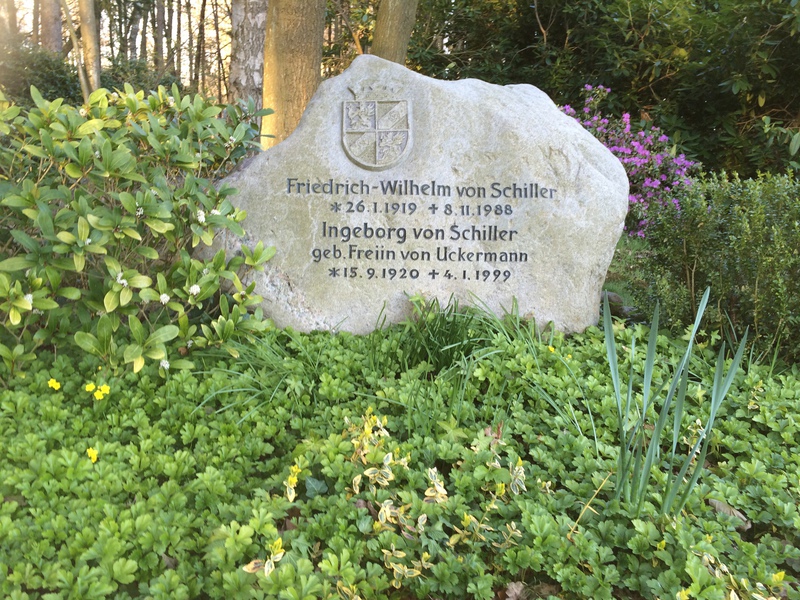 Friedrich-Wilhelm von Schiller
* 26.1.1919 + 8.11.1988
Ingeborg von Schiller
geb. Freiin von Uckermann
* 15.9.1920 + 4.1.1999